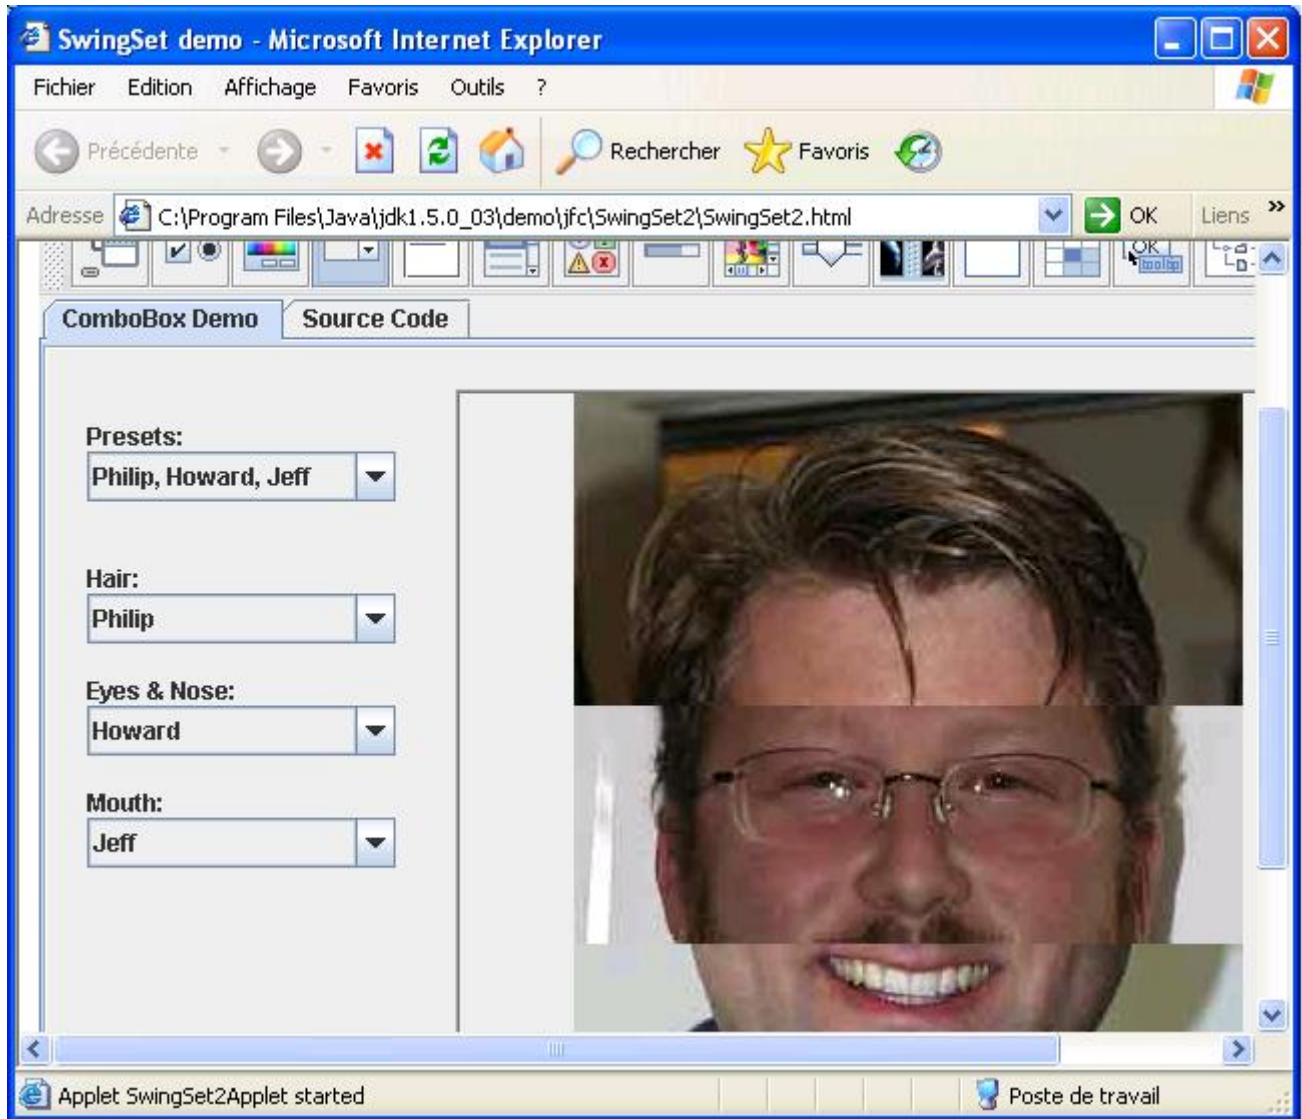 SwingSet demo - Microsoft Internet Explorer
Fichier Edition Affichage Favoris Outils ?
Précédente Rechercher Favoris
Adresse C:\Program Files\Java\jdk1.5.0_03\demo\jfc\SwingSet2\SwingSet2.html OK Liens »
OK
tooltip
ComboBox Demo Source Code
Presets:
Philip, Howard, Jeff
Hair:
Philip
Eyes & Nose:
Howard
Mouth:
Jeff
Applet SwingSet2Applet started Poste de travail